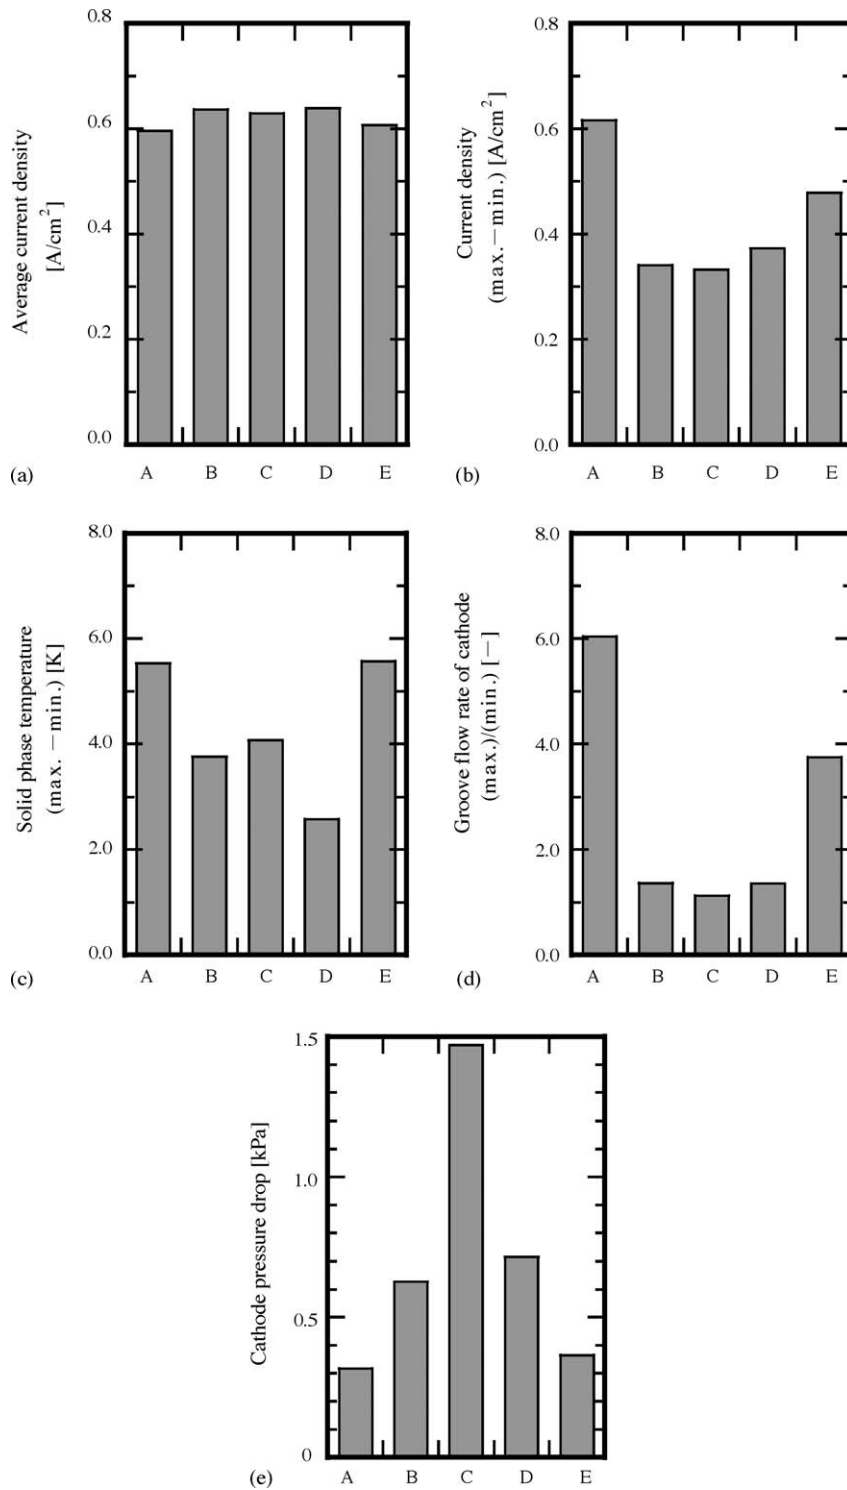 Average current density
[A/cm2]
0.8
0.6
0.4
0.2
0.0
(a)
A B C D E
Current density
(max.－min.) [A/cm2]
0.8
0.6
0.4
0.2
0.0
(b)
A B C D E
Solid phase temperature
(max. －min.) [K]
8.0
6.0
4.0
2.0
0.0
(c)
A B C D E
Groove flow rate of cathode
(max.)/(min.) [－]
8.0
6.0
4.0
2.0
0.0
(d)
A B C D E
Cathode pressure drop [kPa]
1.5
1.0
0.5
0
(e)
A B C D E